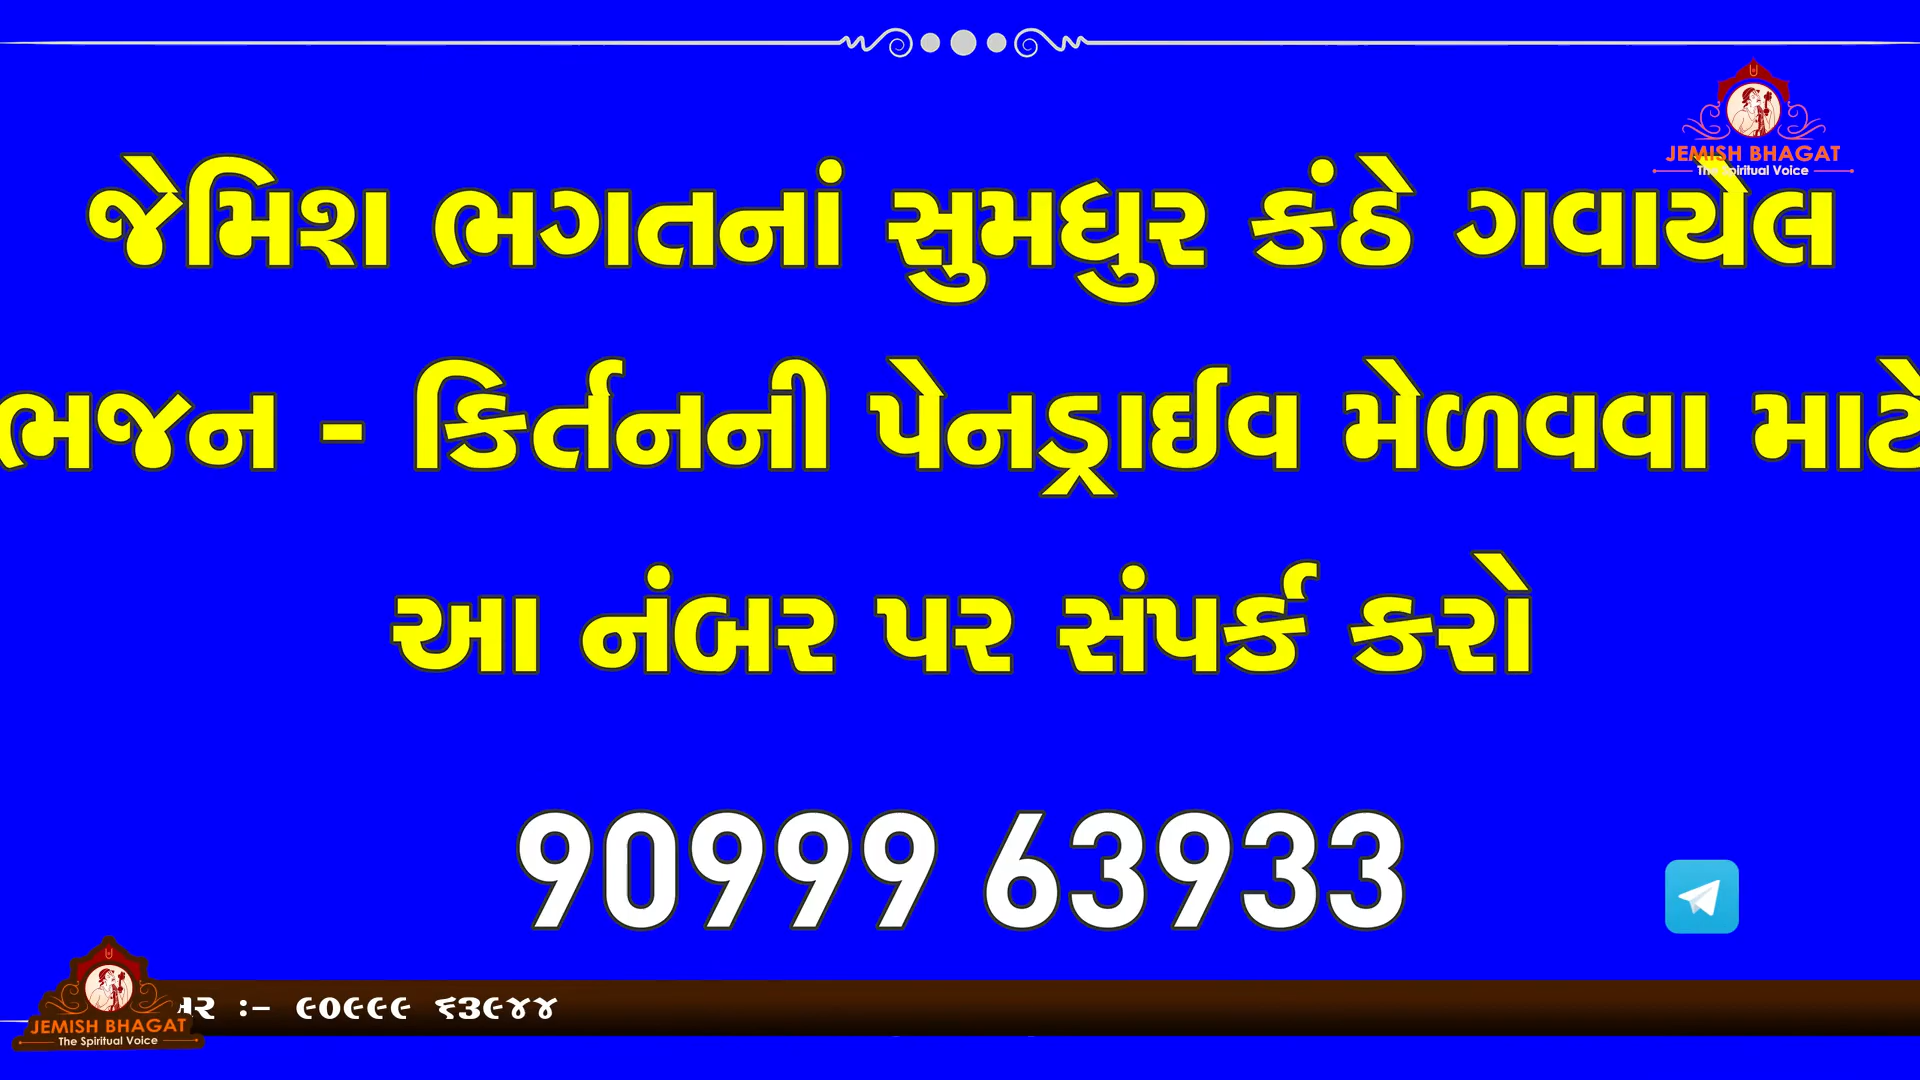 JEMISH BHAGAT
The Spiritual Voice
જેમિશ ભગતનાં સુમધુર કંઠે ગવાયેલ
ભજન - કિર્તનની પેનડ્રાઈવ મેળવવા માટે
આ નંબર પર સંપર્ક કરો
90999 63933
:- ૯૦૯૯૯ ૬૩૯૪૪
JEMISH BHAGAT
The Spiritual Voice